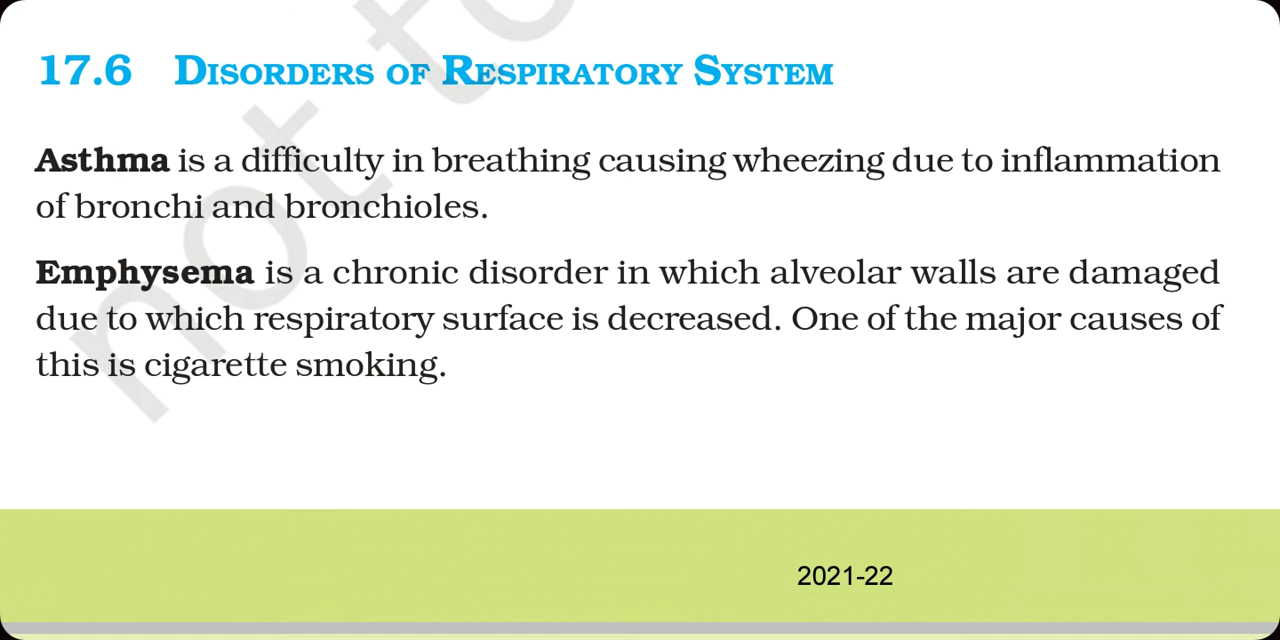 17.6 Disorders of Respiratory System
Asthma is a difficulty in breathing causing wheezing due to inflammation
of bronchi and bronchioles.
Emphysema is a chronic disorder in which alveolar walls are damaged
due to which respiratory surface is decreased. One of the major causes of
this is cigarette smoking.
not to
2021-22